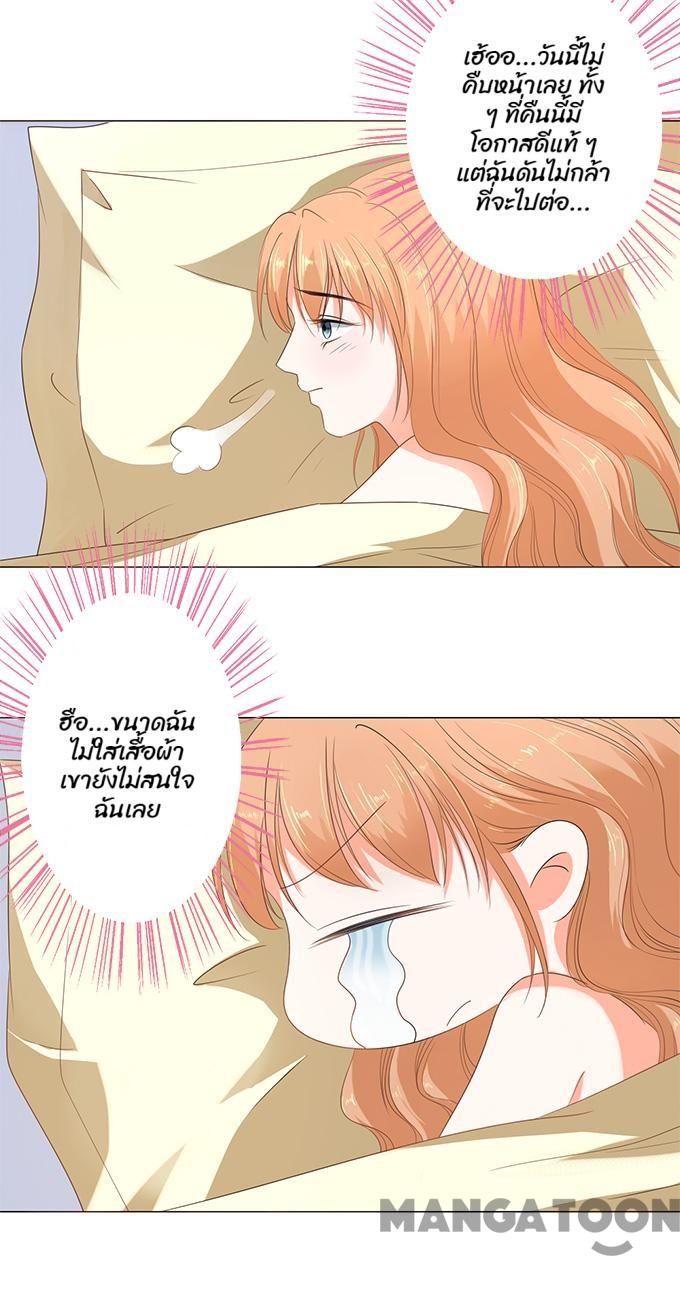 เฮ้ออ...วันนี้ไม่
คืบหน้าเลย ทั้ง
ๆ ที่คืนนี้มี
โอกาสดีแท้ ๆ
แต่ฉันดันไม่กล้า
ที่จะไปต่อ...
ฮือ...ขนาดฉัน
ไม่ใส่เสื้อผ้า
เขายังไม่สนใจ
ฉันเลย
MANGATOON